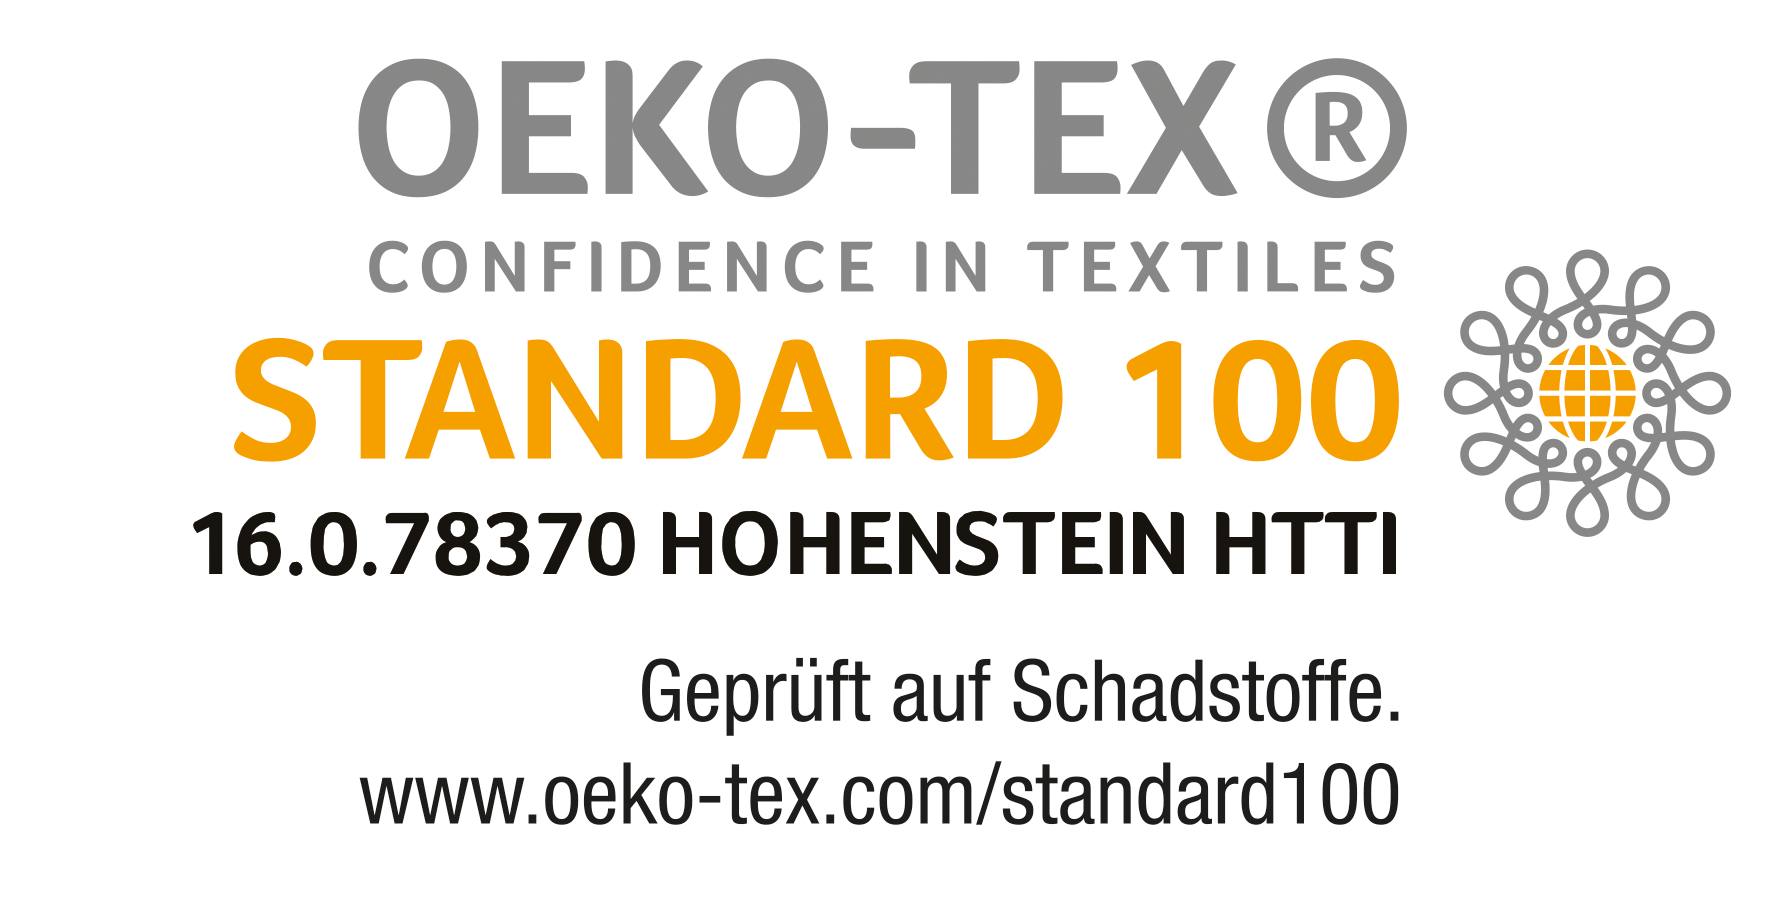 OEKO-TEX®
CONFIDENCE IN TEXTILES
STANDARD 100
16.0.78370 HOHENSTEIN HTTI
Geprüft auf Schadstoffe.
www.oeko-tex.com/standard100